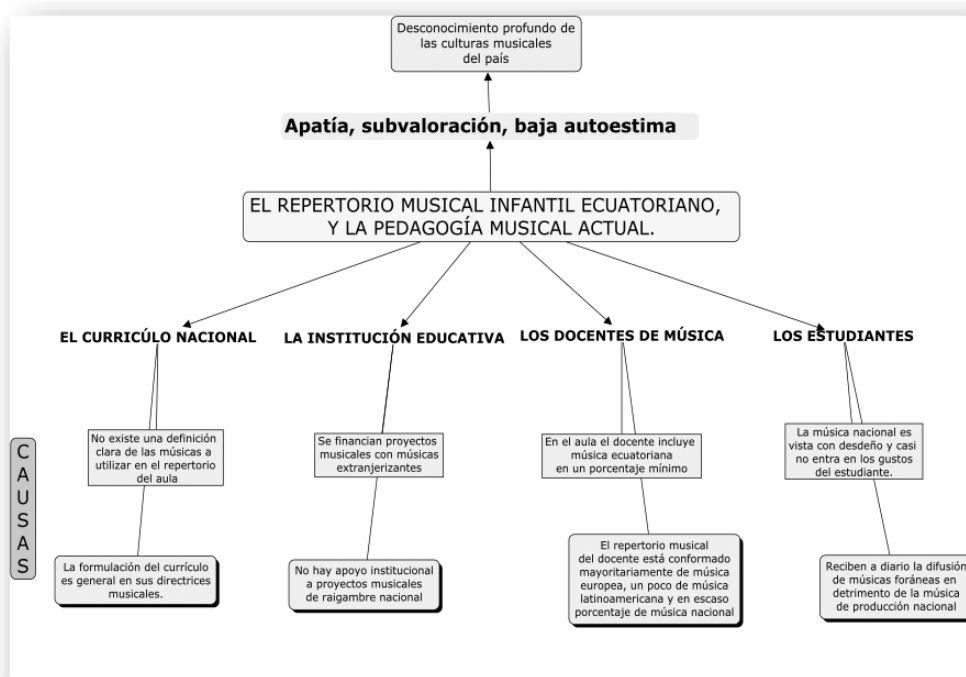 Desconocimiento profundo de
las culturas musicales
del país
Apatía, subvaloración, baja autoestima
EL REPERTORIO MUSICAL INFANTIL ECUATORIANO,
Y LA PEDAGOGÍA MUSICAL ACTUAL.
EL CURRICÚLO NACIONAL
LA INSTITUCIÓN EDUCATIVA
LOS DOCENTES DE MÚSICA
LOS ESTUDIANTES
CAUSAS
No existe una definición
clara de las músicas a
utilizar en el repertorio
del aula
Se financian proyectos
musicales con músicas
extranjerizantes
En el aula el docente incluye
música ecuatoriana
en un porcentaje mínimo
La música nacional es
vista con desdeño y casi
no entra en los gustos
del estudiante.
La formulación del currículo
es general en sus directrices
musicales.
No hay apoyo institucional
a proyectos musicales
de raigambre nacional
El repertorio musical
del docente está conformado
mayoritariamente de música
europea, un poco de música
latinoamericana y en escaso
porcentaje de música nacional
Reciben a diario la difusión
de músicas foráneas en
detrimento de la música
de producción nacional